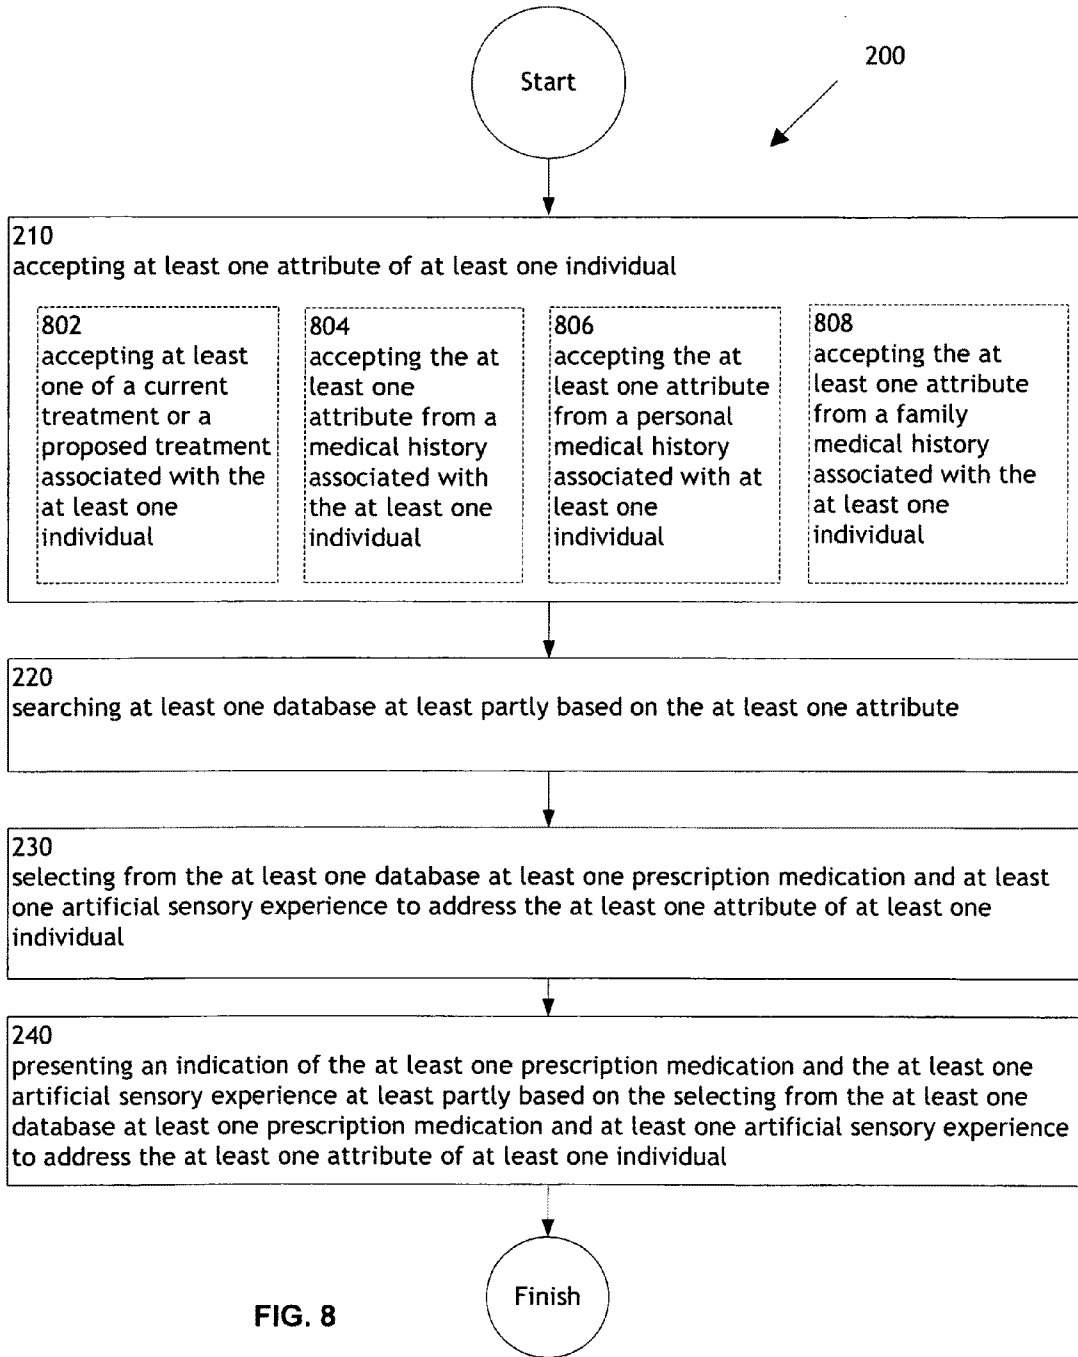 Start
200
210
accepting at least one attribute of at least one individual
802
accepting at least
one of a current
treatment or a
proposed treatment
associated with the
at least one
individual
804
accepting the at
least one
attribute from a
medical history
associated with
the at least one
individual
806
accepting the at
least one attribute
from a personal
medical history
associated with at
least one
individual
808
accepting the at
least one attribute
from a family
medical history
associated with the
at least one
individual
220
searching at least one database at least partly based on the at least one attribute
230
selecting from the at least one database at least one prescription medication and at least
one artificial sensory experience to address the at least one attribute of at least one
individual
240
presenting an indication of the at least one prescription medication and the at least one
artificial sensory experience at least partly based on the selecting from the at least one
database at least one prescription medication and at least one artificial sensory experience
to address the at least one attribute of at least one individual
Finish
FIG. 8